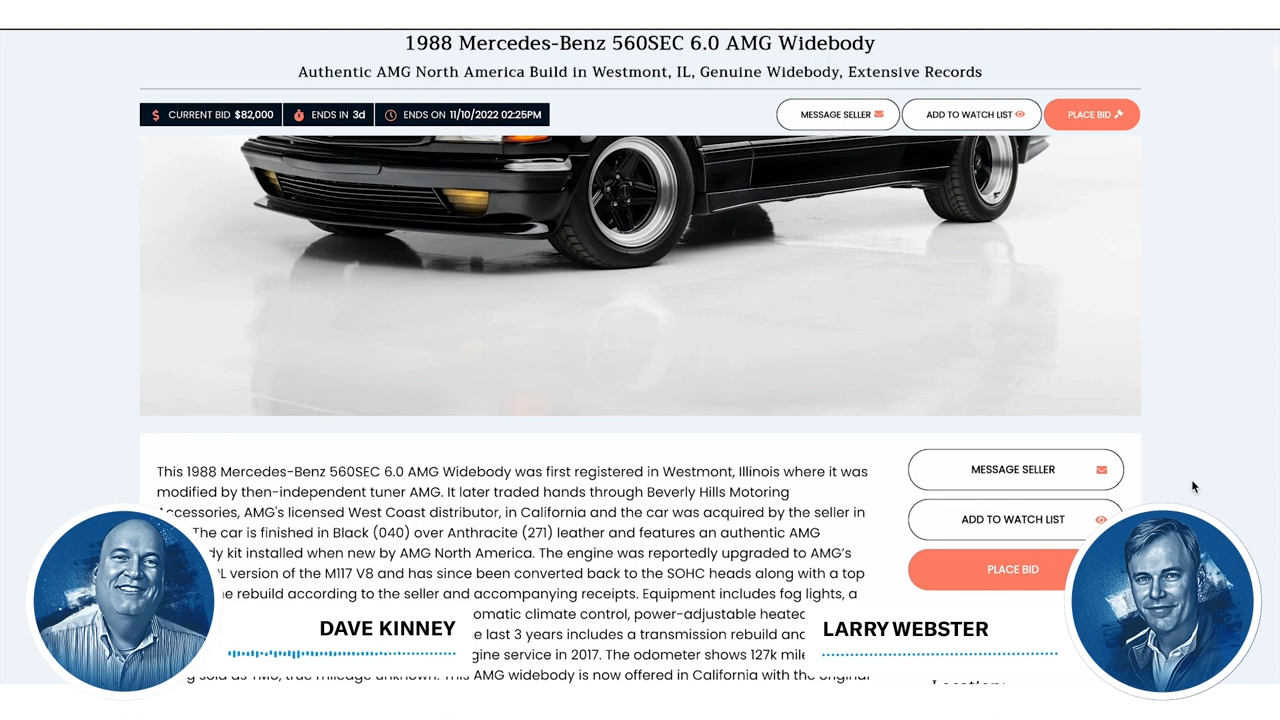 1988 Mercedes-Benz 560SEC 6.0 AMG Widebody
Authentic AMG North America Build in Westmont, IL, Genuine Widebody, Extensive Records
$ CURRENT BID $82,000 ENDS IN 3d ENDS ON 11/10/2022 02:25PM
MESSAGE SELLER ADD TO WATCH LIST PLACE BID
This 1988 Mercedes-Benz 560SEC 6.0 AMG Widebody was first registered in Westmont, Illinois where it was
modified by then-independent tuner AMG. It later traded hands through Beverly Hills Motoring
Accessories, AMG's licensed West Coast distributor, in California and the car was acquired by the seller in
The car is finished in Black (040) over Anthracite (271) leather and features an authentic AMG
dy kit installed when new by AMG North America. The engine was reportedly upgraded to AMG's
L version of the M117 V8 and has since been converted back to the SOHC heads along with a top
e rebuild according to the seller and accompanying receipts. Equipment includes fog lights, a
omatic climate control, power-adjustable heated
e last 3 years includes a transmission rebuild and
gine service in 2017. The odometer shows 127k mile
g sold as TMU, true mileage unknown. This AMG widebody is now offered in California with the original
MESSAGE SELLER
ADD TO WATCH LIST
PLACE BID
Location:
DAVE KINNEY
LARRY WEBSTER